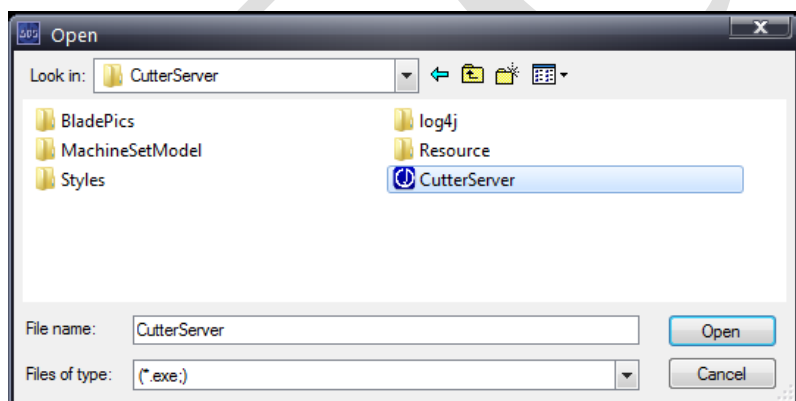 Open
Look in: CutterServer
BladePics log4j
MachineSetModel Resource
Styles CutterServer
File name: CutterServer Open
Files of type: (*.exe;) Cancel